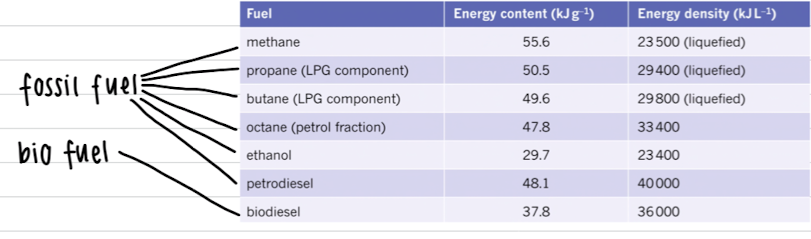 Fuel Energy content (kJ g⁻¹) Energy density (kJ L⁻¹)
methane 55.6 23 500 (liquefied)
propane (LPG component) 50.5 29 400 (liquefied)
butane (LPG component) 49.6 29 800 (liquefied)
octane (petrol fraction) 47.8 33 400
ethanol 29.7 23 400
petrodiesel 48.1 40 000
biodiesel 37.8 36 000
fossil fuel
bio fuel